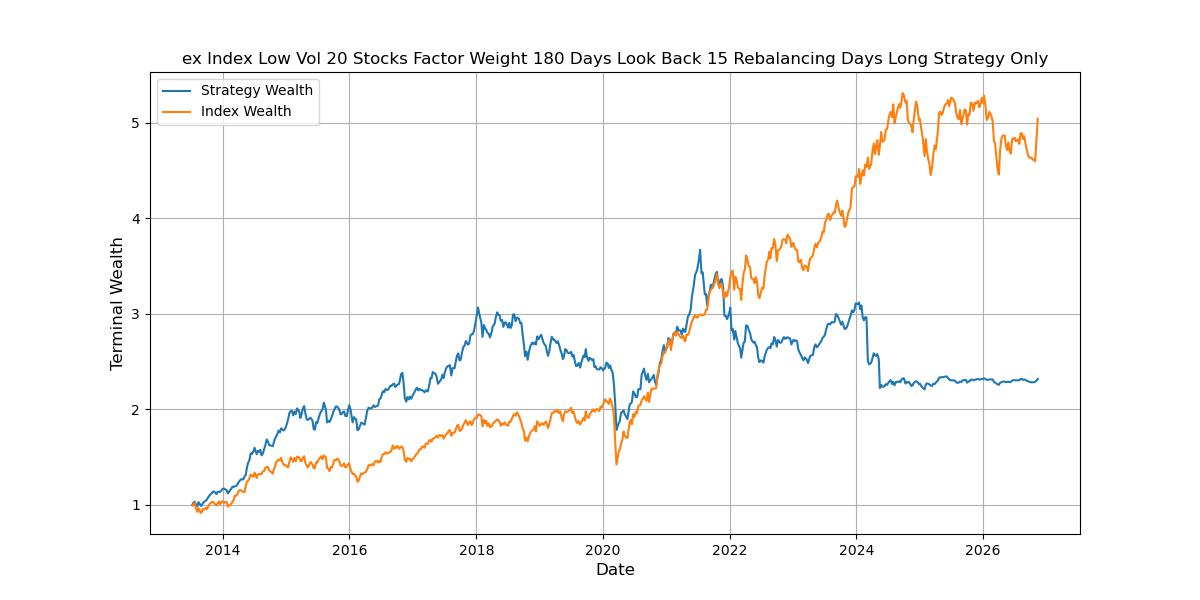 ex Index Low Vol 20 Stocks Factor Weight 180 Days Look Back 15 Rebalancing Days Long Strategy Only
Strategy Wealth
Index Wealth
Terminal Wealth
5
4
3
2
1
2014 2016 2018 2020 2022 2024 2026
Date